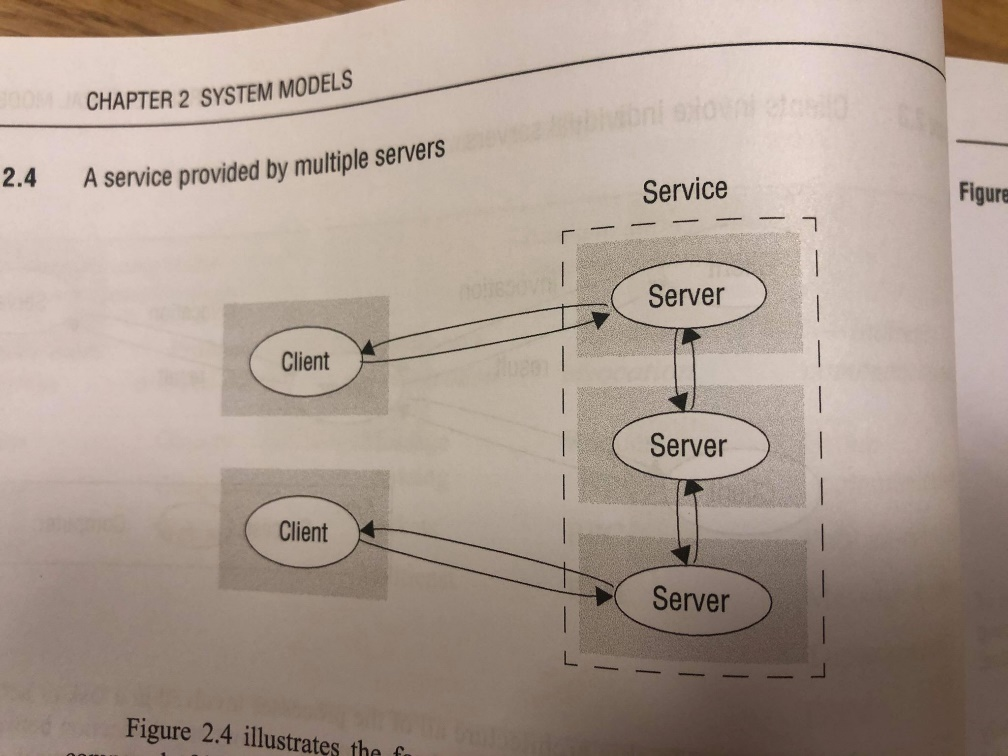 CHAPTER 2 SYSTEM MODELS
2.4 A service provided by multiple servers
Figure
Service
Server
Client
Server
Client
Server
Figure 2.4 illustrates the